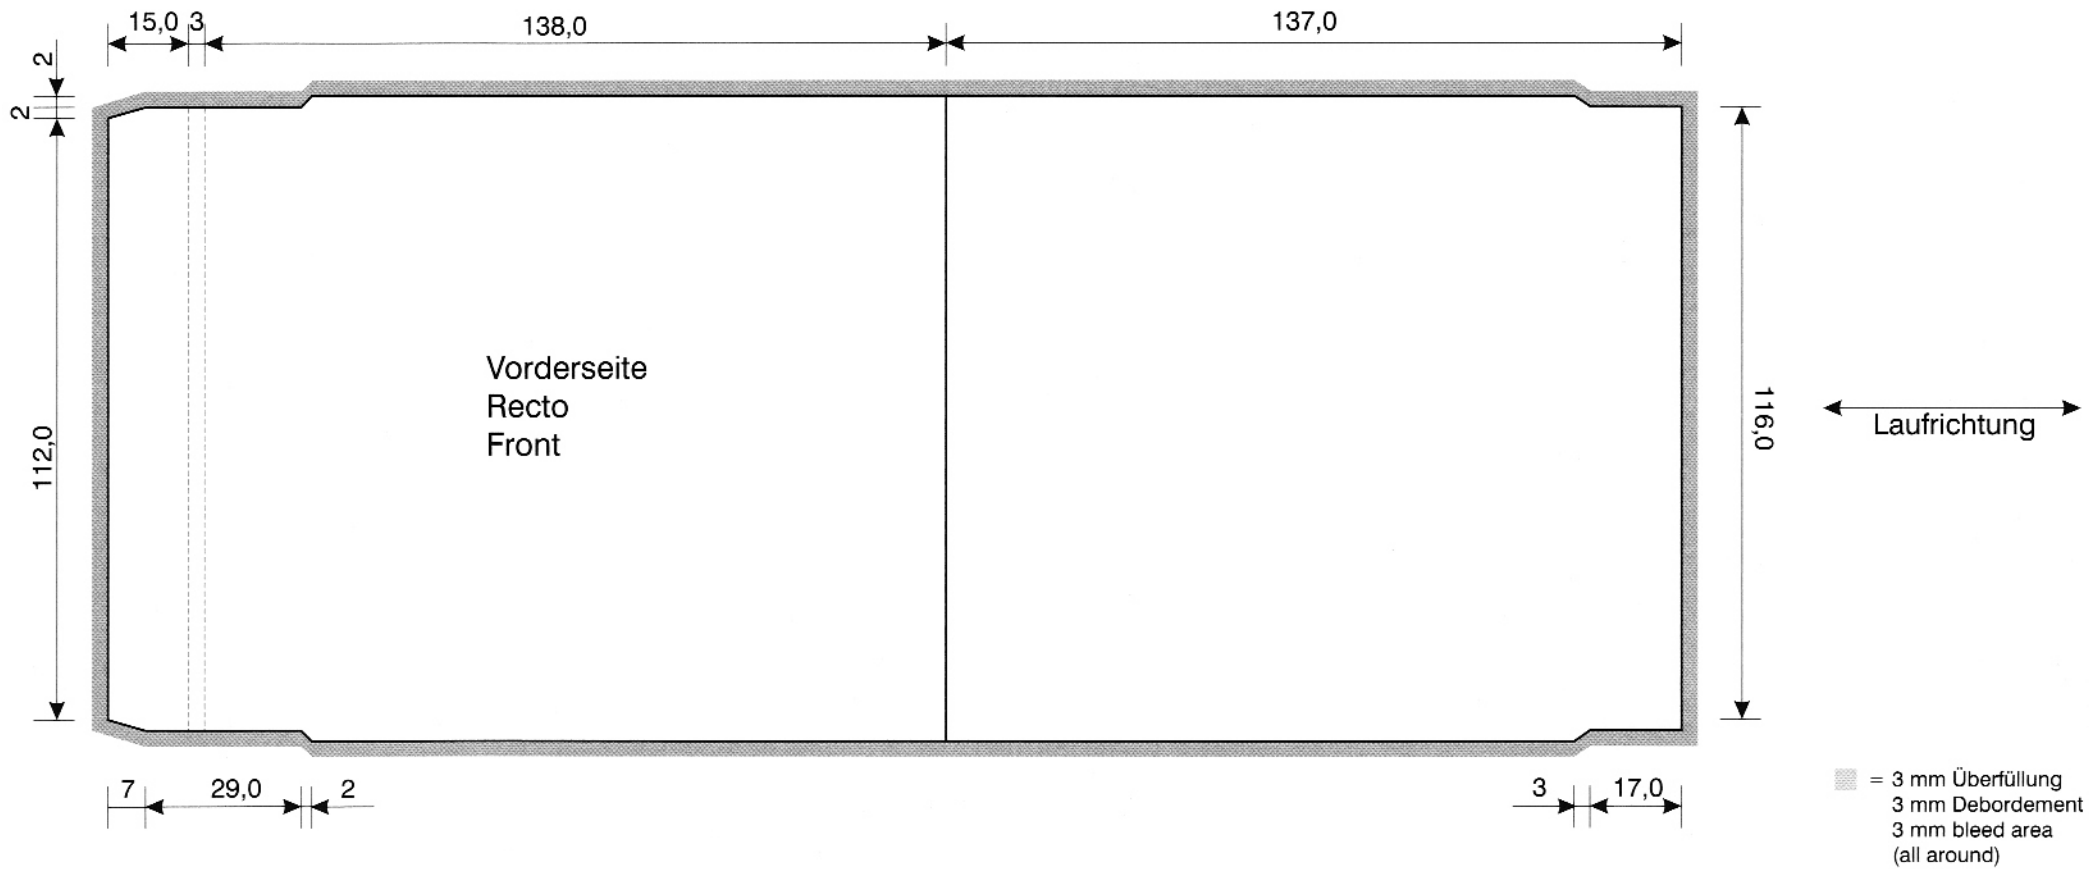 15,0 3 138,0 137,0
2
2
112,0
Vorderseite
Recto
Front
116,0
Laufrichtung
7 29,0 2 3 17,0
= 3 mm Überfüllung
3 mm Debordement
3 mm bleed area
(all around)